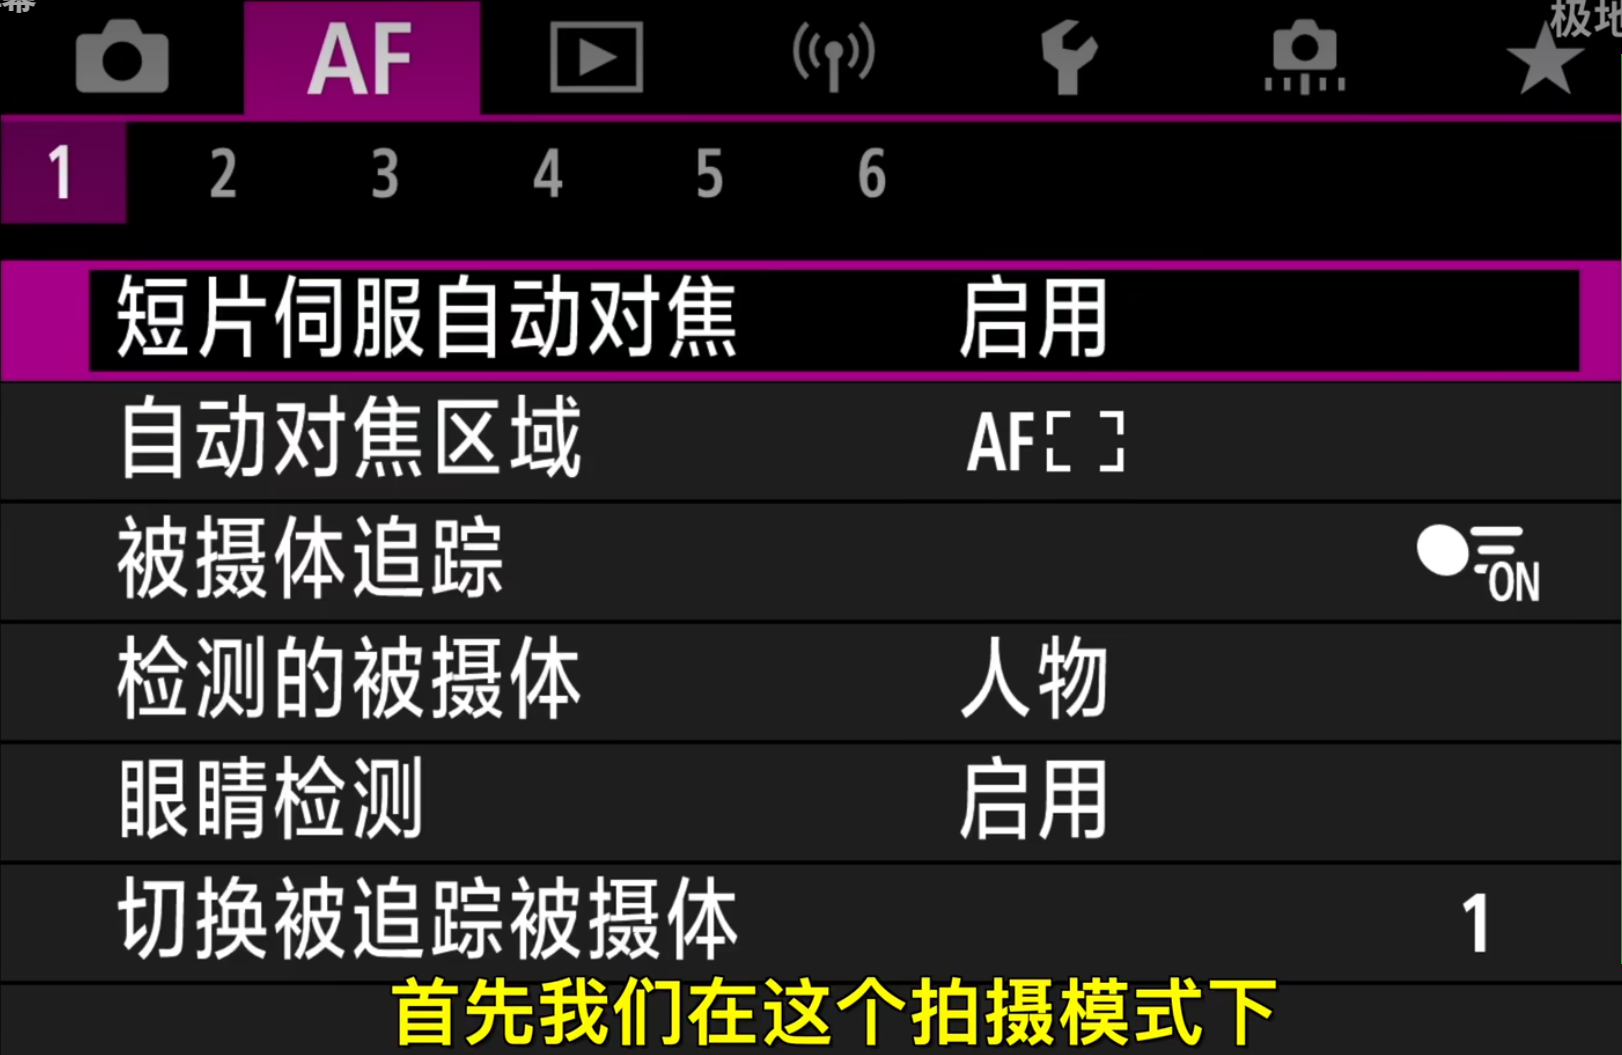 极地
AF
1 2 3 4 5 6
短片伺服自动对焦 启用
自动对焦区域 AF
被摄体追踪 ON
检测的被摄体 人物
眼睛检测 启用
切换被追踪被摄体 1
首先我们在这个拍摄模式下